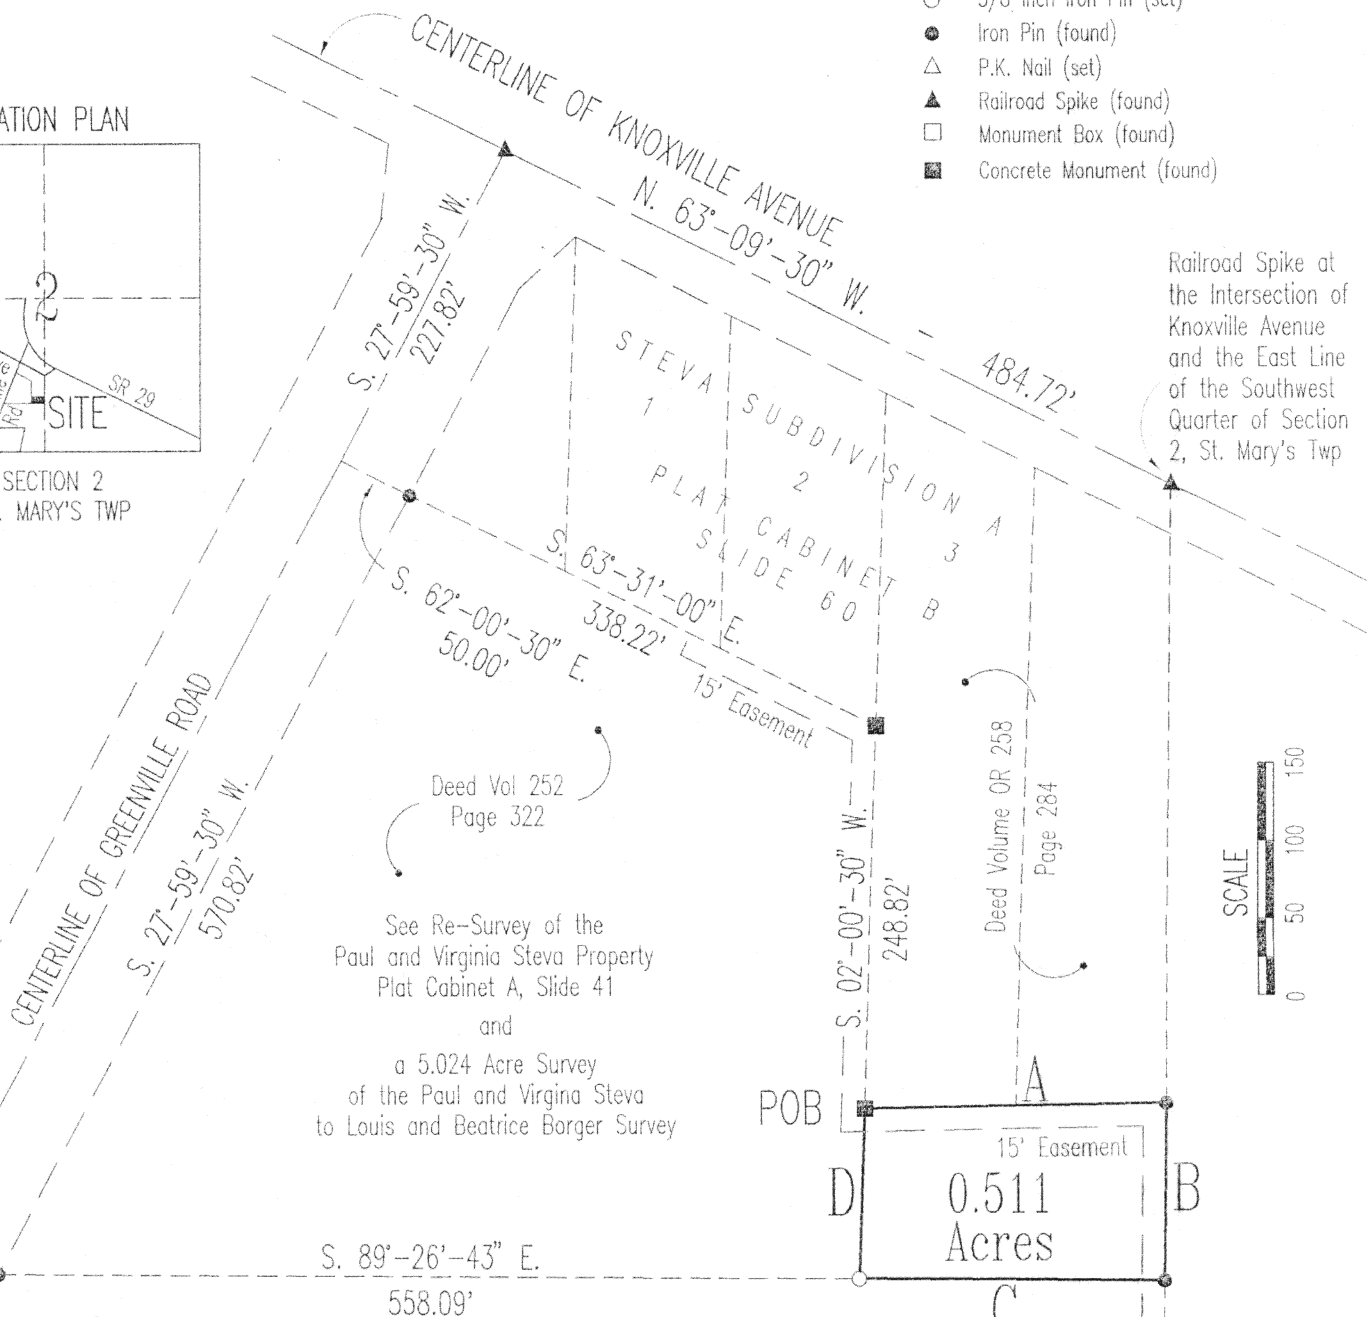 5/8 inch Iron Pin (set)
Iron Pin (found)
P.K. Nail (set)
Railroad Spike (found)
Monument Box (found)
Concrete Monument (found)
CENTERLINE OF KNOXVILLE AVENUE
N. 63°-09'-30" W. - 484.72'
ATION PLAN
2
SR 29
Rd
SITE
SECTION 2
MARY'S TWP
Railroad Spike at
the Intersection of
Knoxville Avenue
and the East Line
of the Southwest
Quarter of Section
2, St. Mary's Twp
S. 27°-59'-30" W.
227.82'
STEVA SUBDIVISION A
1
2
3
PLAT CABINET B
SLIDE 60
S. 63°-31'-00" E.
338.22'
S. 62°-00'-30" E.
50.00'
15' Easement
CENTERLINE OF GREENVILLE ROAD
S. 27°-59'-30" W.
570.82'
Deed Vol 252
Page 322
See Re-Survey of the
Paul and Virginia Steva Property
Plat Cabinet A, Slide 41
and
a 5.024 Acre Survey
of the Paul and Virgina Steva
to Louis and Beatrice Borger Survey
S. 02°-00'-30" W.
248.82'
Deed Volume OR 258
Page 284
SCALE
0 50 100 150
POB
A
15' Easement
D
0.511
Acres
B
C
S. 89°-26'-43" E.
558.09'